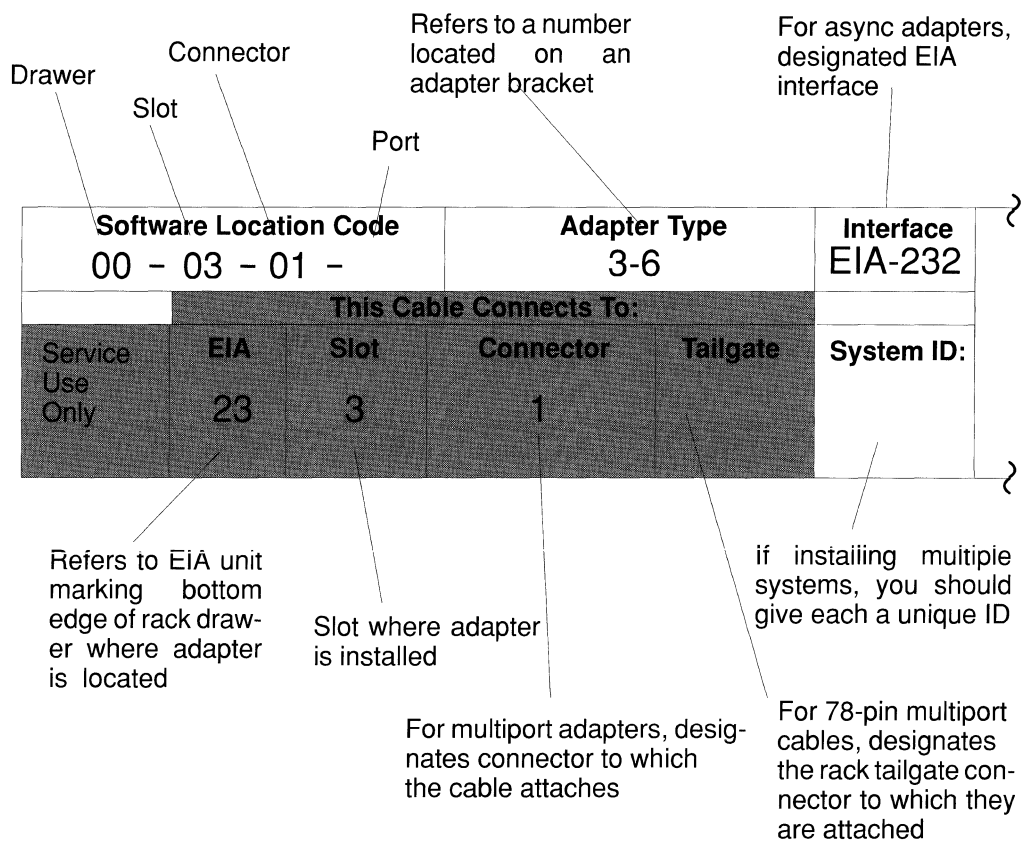 Refers to a number
located on an
adapter bracket
For async adapters,
designated EIA
interface
Connector
Drawer
Slot
Port
Software Location Code
00 - 03 - 01 -
Adapter Type
3-6
Interface
EIA-232
This Cable Connects To:
Service
Use
Only
EIA
23
Slot
3
Connector
1
Tailgate
System ID:
Refers to EIA unit
marking bottom
edge of rack draw-
er where adapter
is located
Slot where adapter
is installed
For multiport adapters, desig-
nates connector to which
the cable attaches
if installing multiple
systems, you should
give each a unique ID
For 78-pin multiport
cables, designates
the rack tailgate con-
nector to which they
are attached